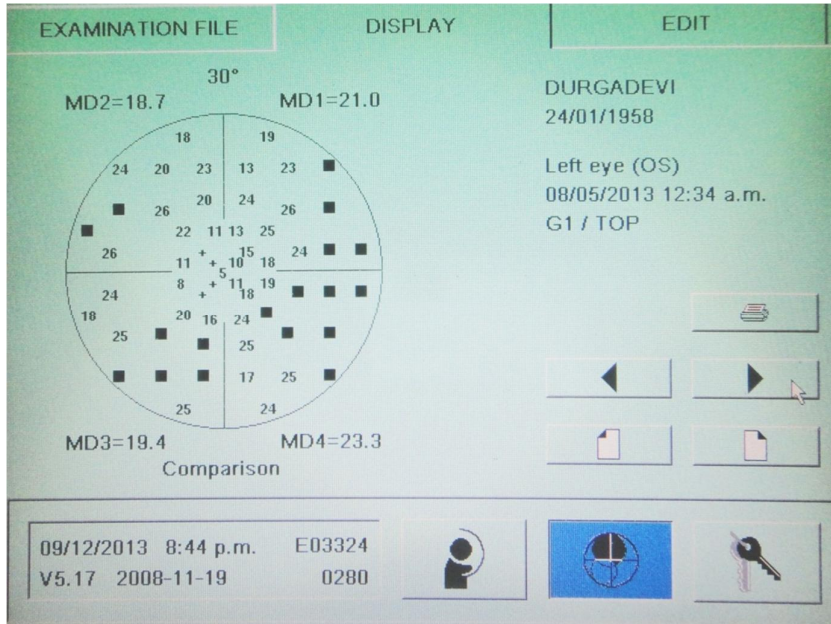 EXAMINATION FILE DISPLAY EDIT
30°
MD2=18.7 MD1=21.0
18 19
24 20 23 13 23
20 24
26 26
22 11 13 25
26 + 15 24
11 + 10 18
5
8 + 11 19
24 + 18
18 20 16 24
25
25
17 25
25 24
MD3=19.4 MD4=23.3
Comparison
DURGADEVI
24/01/1958
Left eye (OS)
08/05/2013 12:34 a.m.
G1 / TOP
09/12/2013 8:44 p.m. E03324
V5.17 2008-11-19 0280